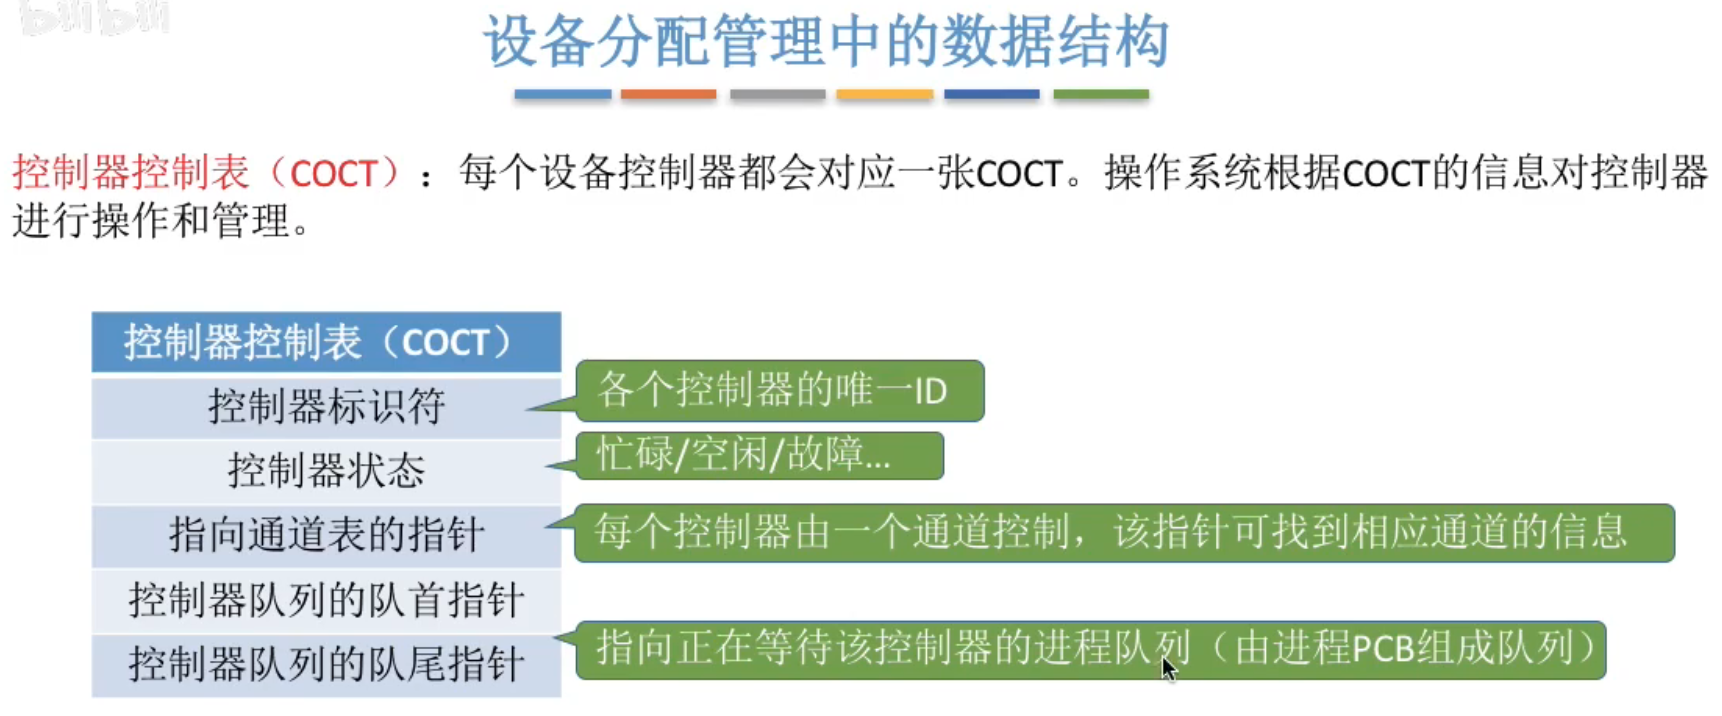 bilibili
设备分配管理中的数据结构
控制器控制表（COCT）：每个设备控制器都会对应一张COCT。操作系统根据COCT的信息对控制器
进行操作和管理。
控制器控制表（COCT）
控制器标识符
各个控制器的唯一ID
控制器状态
忙碌/空闲/故障...
指向通道表的指针
每个控制器由一个通道控制，该指针可找到相应通道的信息
控制器队列的队首指针
控制器队列的队尾指针
指向正在等待该控制器的进程队列（由进程PCB组成队列）